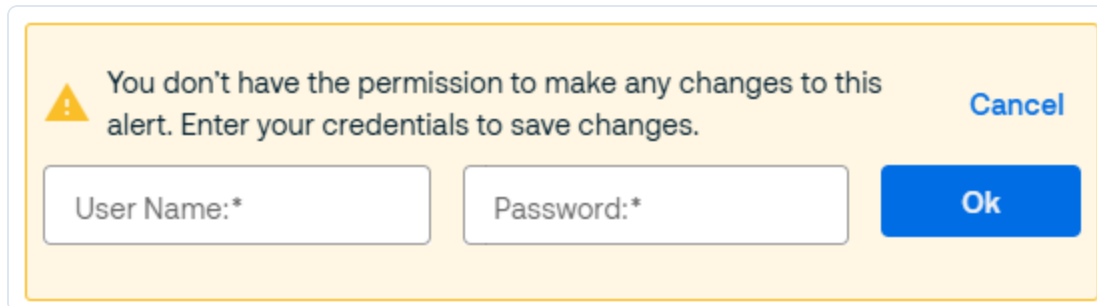 You don’t have the permission to make any changes to this
alert. Enter your credentials to save changes.
Cancel
User Name:*
Password:*
Ok